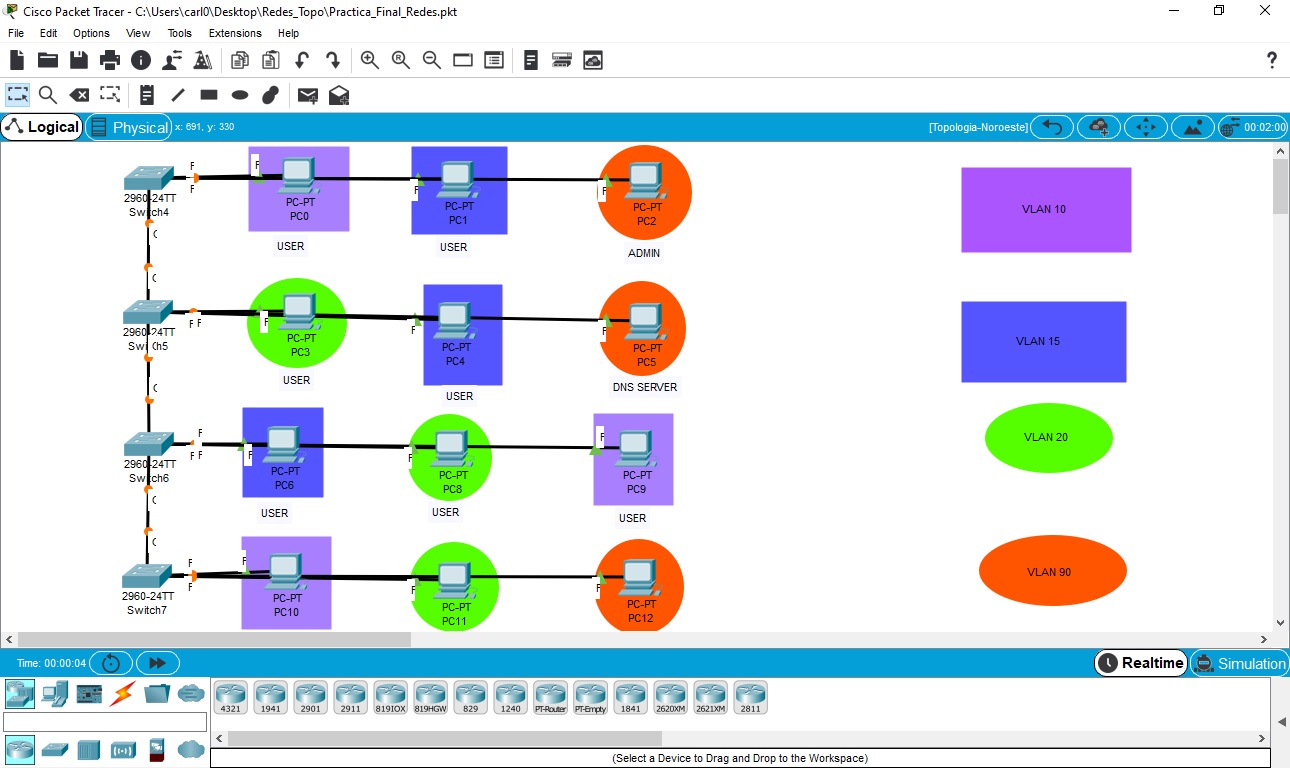 Cisco Packet Tracer - C:\Users\carl0\Desktop\Redes_Topo\Practica_Final_Redes.pkt
File Edit Options View Tools Extensions Help
Logical Physical x: 691, y: 330 [Topologia-Noroeste] 00:02:00
F
F
2960-24TT
Switch4
F
PC-PT
PC0
USER
F
PC-PT
PC1
USER
F
PC-PT
PC2
ADMIN
VLAN 10
F F
2960-24TT
F
PC-PT
PC3
USER
F
PC-PT
PC4
USER
F
PC-PT
PC5
DNS SERVER
VLAN 15
F
F
2960-24TT
Switch6
F
PC-PT
PC6
USER
F
PC-PT
PC8
USER
F
PC-PT
PC9
USER
VLAN 20
F
F
2960-24TT
Switch7
F
PC-PT
PC10
F
PC-PT
PC11
F
PC-PT
PC12
VLAN 90
Time: 00:00:04 Realtime Simulation
4321 1941 2901 2911 819IOX 819HGW 829 1240 PT-Router PT-Empty 1841 2620XM 2621XM 2811
(Select a Device to Drag and Drop to the Workspace)